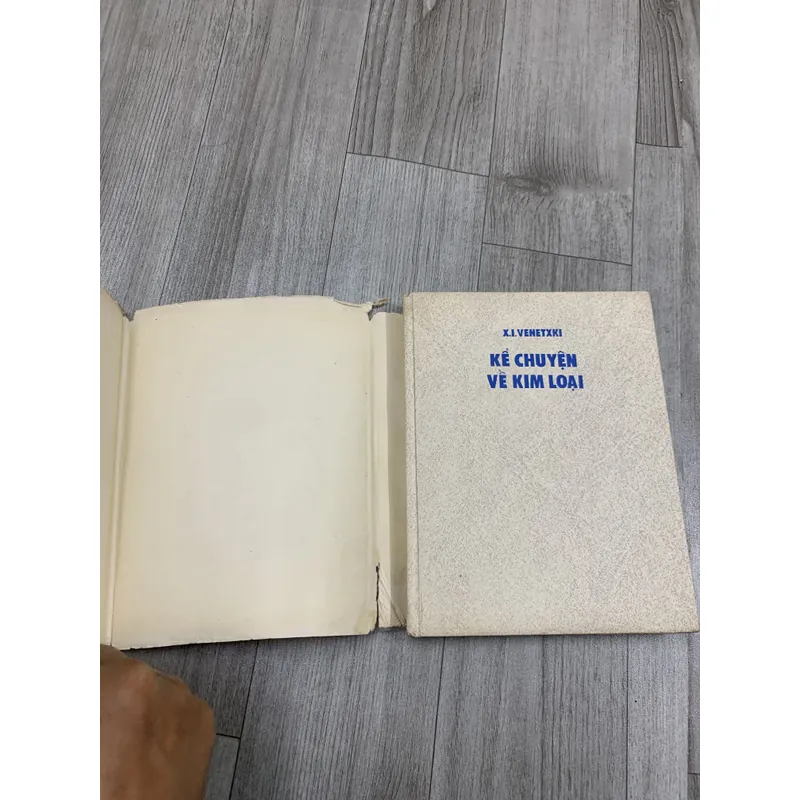 X.I.VENETXKI
KỂ CHUYỆN
VỀ KIM LOẠI